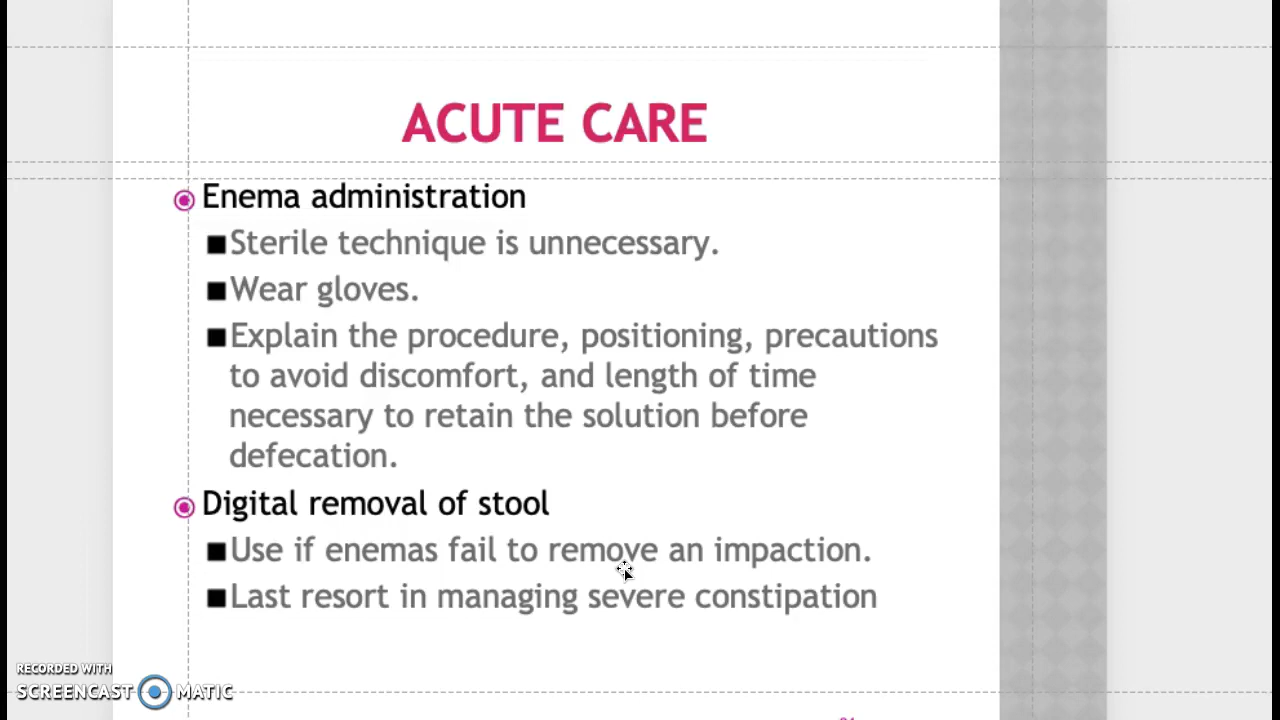 ACUTE CARE
Enema administration
Sterile technique is unnecessary.
Wear gloves.
Explain the procedure, positioning, precautions
to avoid discomfort, and length of time
necessary to retain the solution before
defecation.
Digital removal of stool
Use if enemas fail to remove an impaction.
Last resort in managing severe constipation
RECORDED WITH
SCREENCAST MATIC